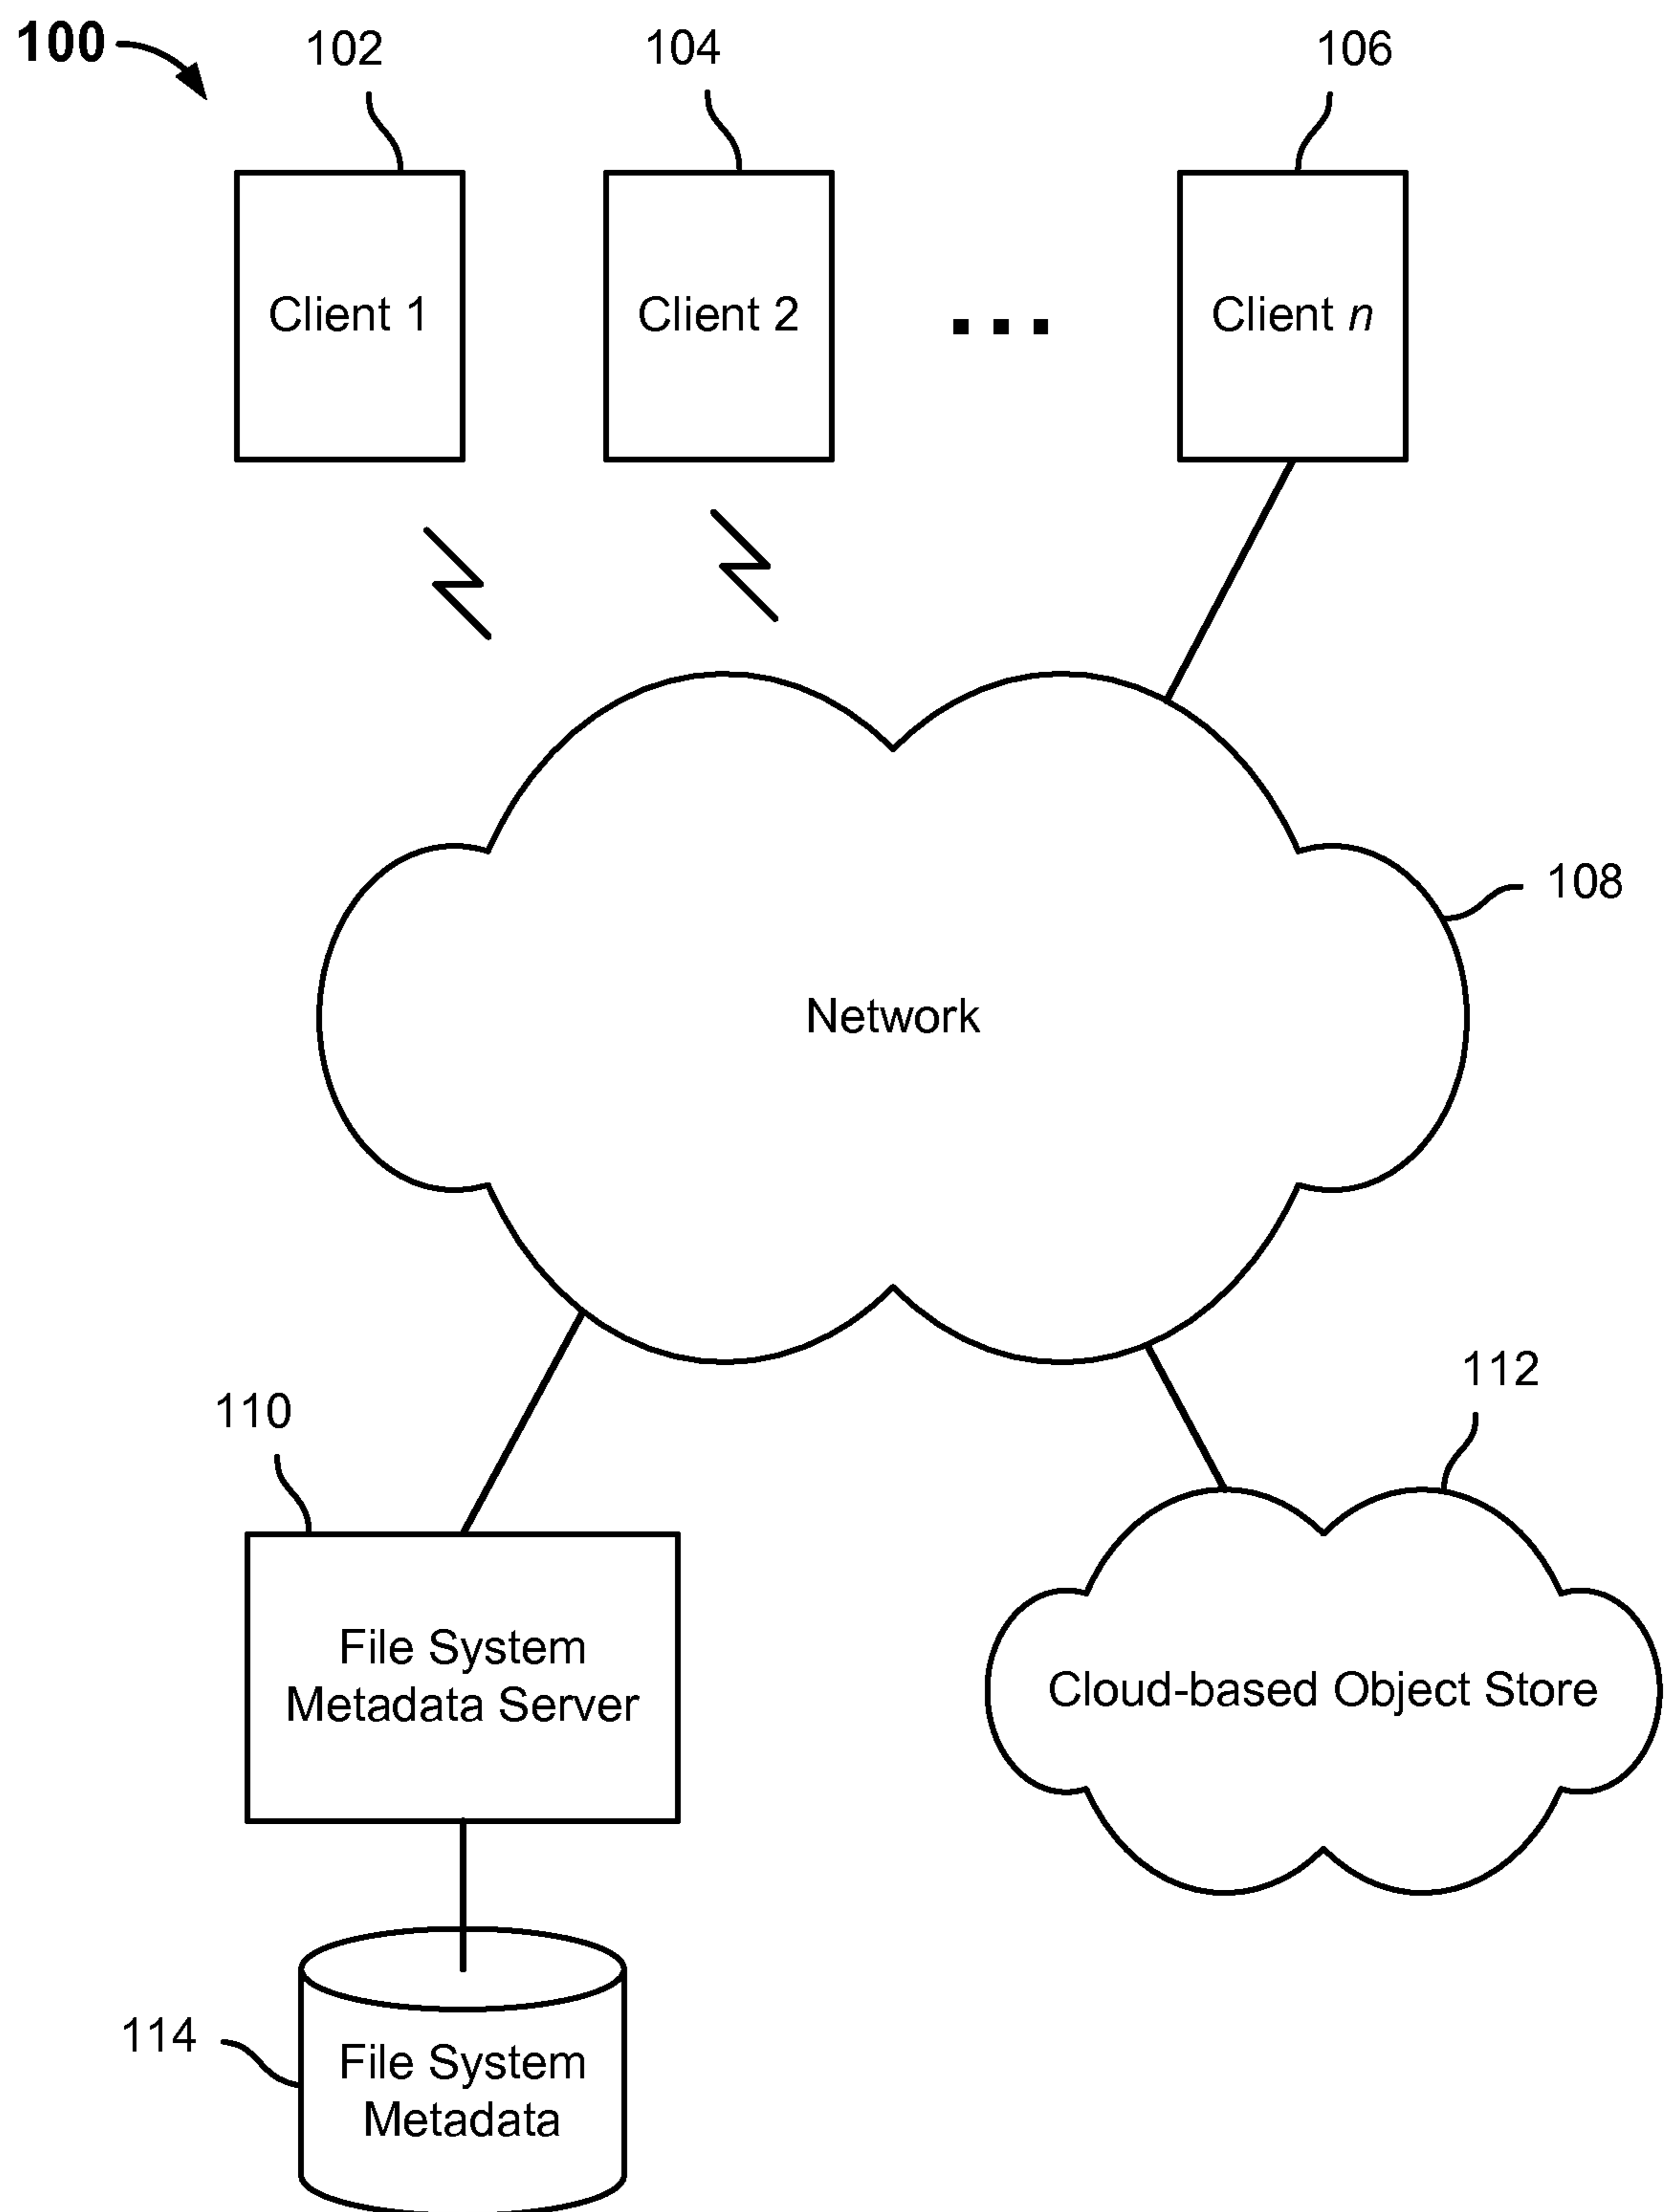 100
102
104
106
Client 1
Client 2
Client n
108
Network
112
110
File System
Metadata Server
Cloud-based Object Store
114
File System
Metadata